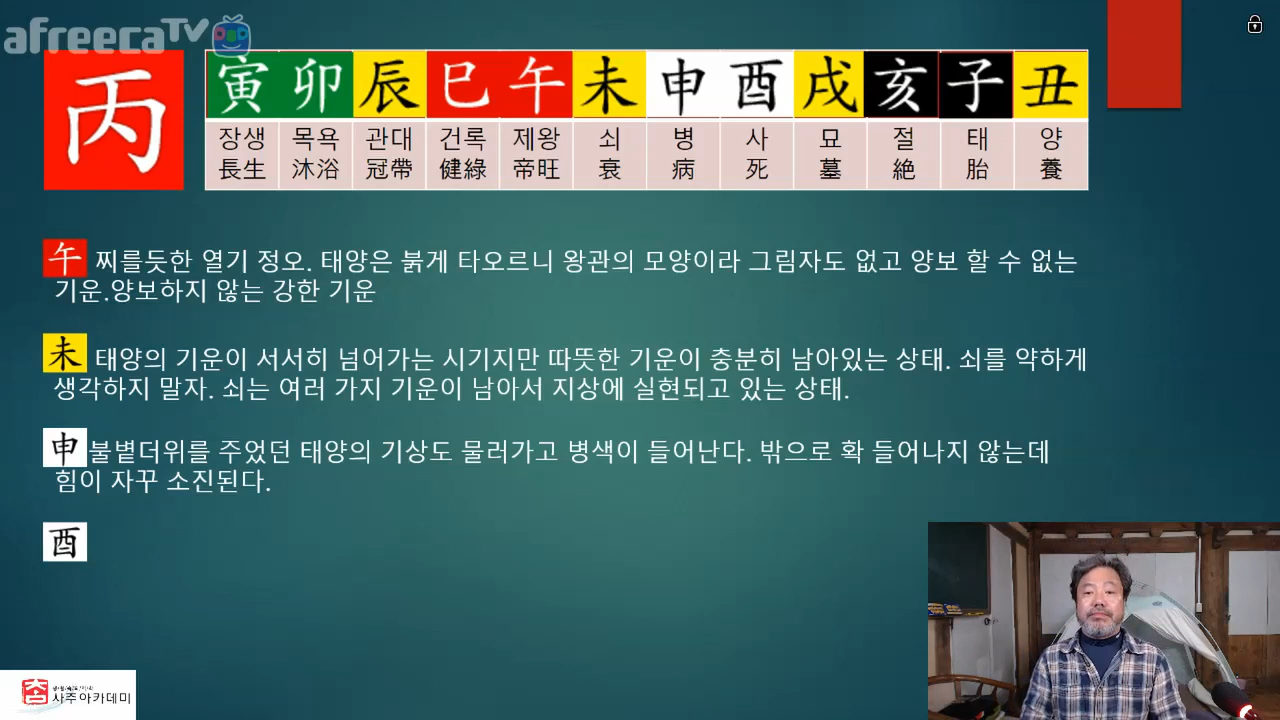 afreecaTV
丙
寅 卯 辰 巳 午 未 申 酉 戌 亥 子 丑
장생 목욕 관대 건록 제왕 쇠 병 사 묘 절 태 양
長生 沐浴 冠帶 健綠 帝旺 衰 病 死 墓 絶 胎 養
午 찌를듯한 열기 정오. 태양은 붉게 타오르니 왕관의 모양이라 그림자도 없고 양보 할 수 없는
기운.양보하지 않는 강한 기운
未 태양의 기운이 서서히 넘어가는 시기지만 따뜻한 기운이 충분히 남아있는 상태. 쇠를 약하게
생각하지 말자. 쇠는 여러 가지 기운이 남아서 지상에 실현되고 있는 상태.
申 불볕더위를 주었던 태양의 기상도 물러가고 병색이 들어난다. 밖으로 확 들어나지 않는데
힘이 자꾸 소진된다.
酉
사주아카데미